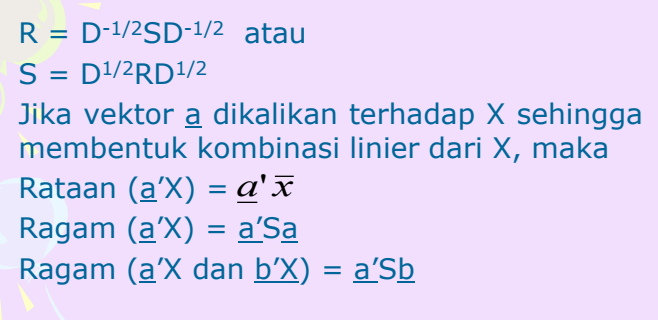 R = D⁻¹/²SD⁻¹/² atau
S = D¹/²RD¹/²
Jika vektor a dikalikan terhadap X sehingga
membentuk kombinasi linier dari X, maka
Rataan (a’X) = a' x̅
Ragam (a’X) = a’Sa
Ragam (a’X dan b’X) = a’Sb